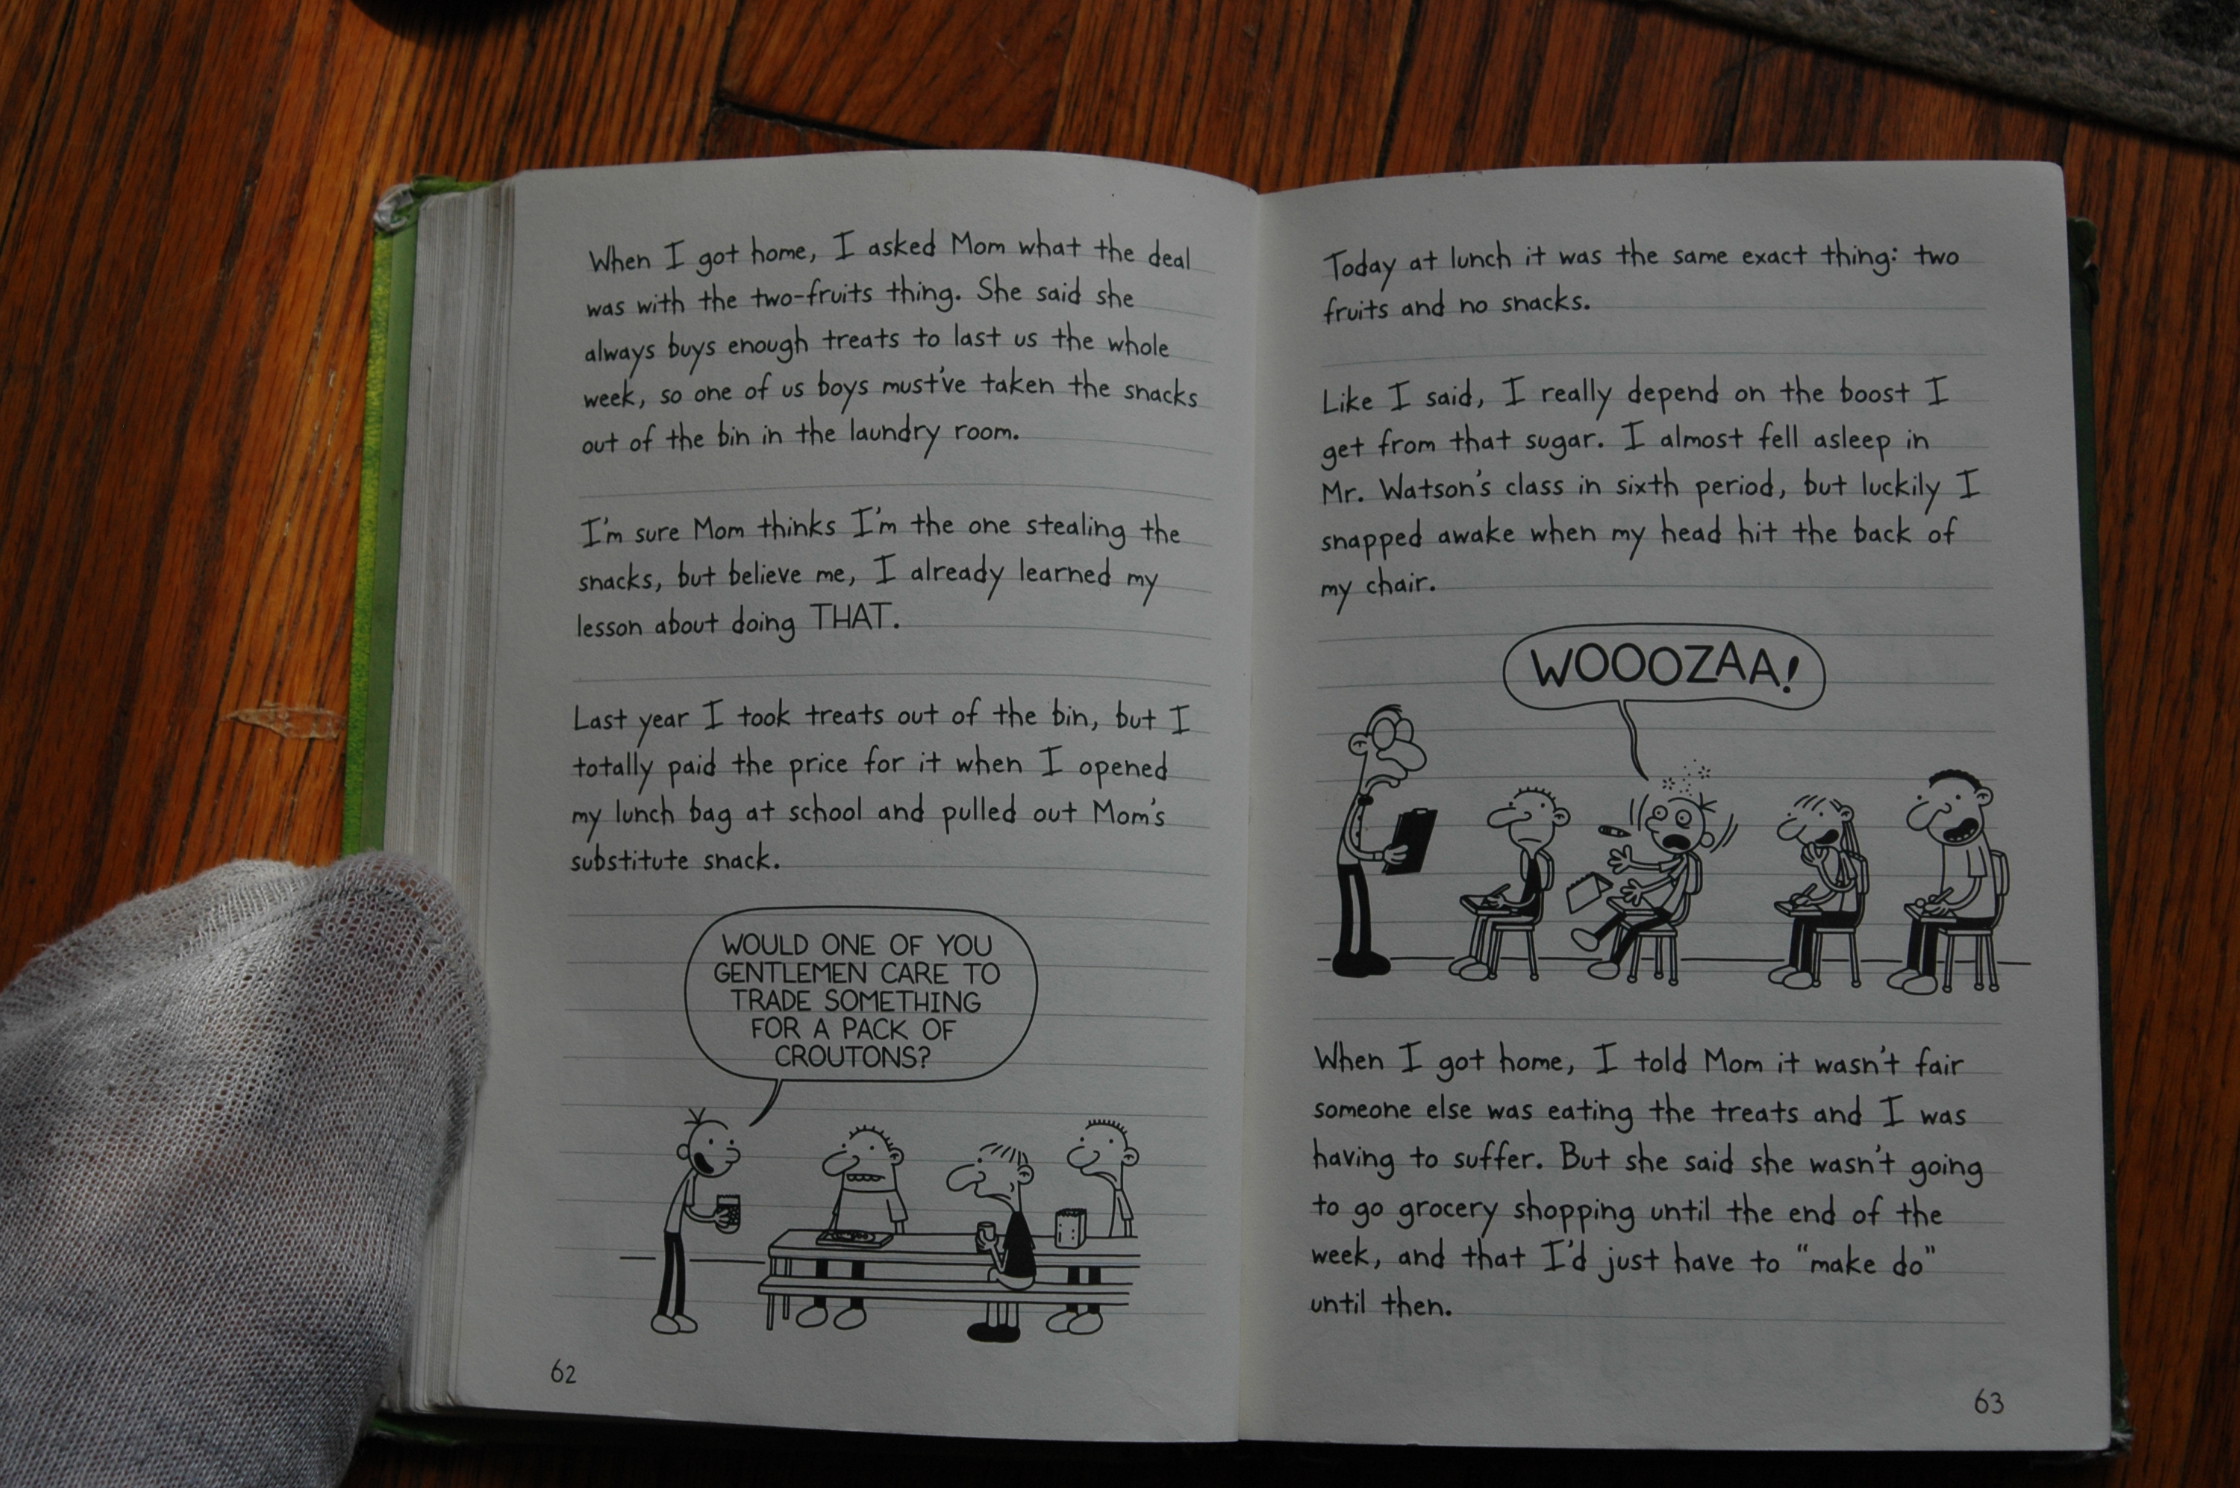 When I got home, I asked Mom what the deal
was with the two-fruits thing. She said she
always buys enough treats to last us the whole
week, so one of us boys must've taken the snacks
out of the bin in the laundry room.
I'm sure Mom thinks I'm the one stealing the
snacks, but believe me, I already learned my
lesson about doing THAT.
Last year I took treats out of the bin, but I
totally paid the price for it when I opened
my lunch bag at school and pulled out Mom's
substitute snack.
WOULD ONE OF YOU
GENTLEMEN CARE TO
TRADE SOMETHING
FOR A PACK OF
CROUTONS?
62
Today at lunch it was the same exact thing: two
fruits and no snacks.
Like I said, I really depend on the boost I
get from that sugar. I almost fell asleep in
Mr. Watson's class in sixth period, but luckily I
snapped awake when my head hit the back of
my chair.
WOOOZAA!
When I got home, I told Mom it wasn't fair
someone else was eating the treats and I was
having to suffer. But she said she wasn't going
to go grocery shopping until the end of the
week, and that I'd just have to "make do"
until then.
63